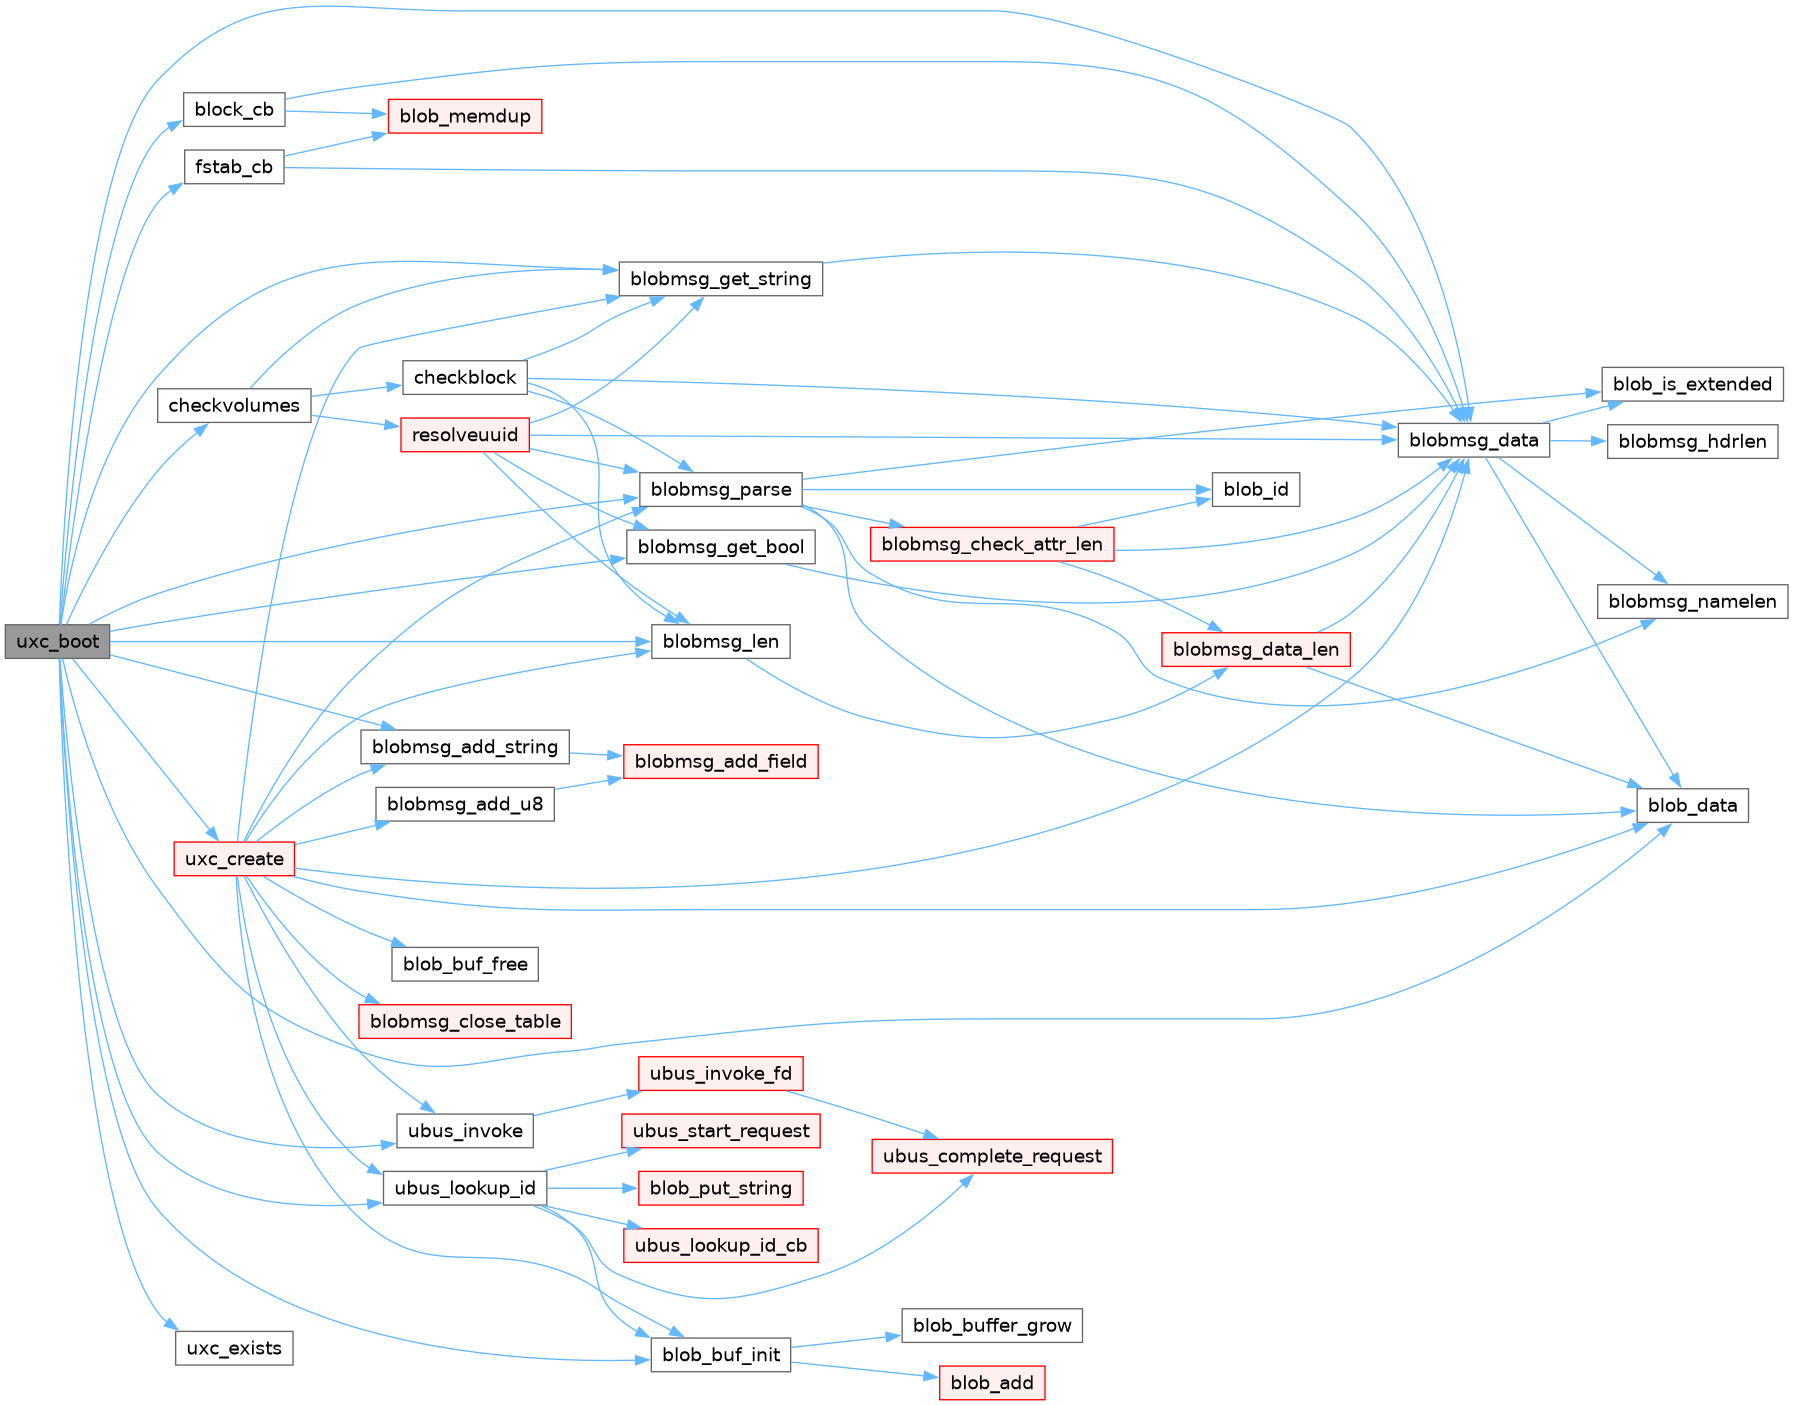 block_cb
blob_memdup
fstab_cb
blobmsg_get_string
checkblock
blob_is_extended
checkvolumes
resolveuuid
blobmsg_data
blobmsg_hdrlen
blobmsg_parse
blob_id
blobmsg_get_bool
blobmsg_check_attr_len
blobmsg_namelen
uxc_boot
blobmsg_len
blobmsg_data_len
blobmsg_add_string
blobmsg_add_field
blobmsg_add_u8
blob_data
uxc_create
blob_buf_free
blobmsg_close_table
ubus_invoke_fd
ubus_invoke
ubus_start_request
ubus_complete_request
ubus_lookup_id
blob_put_string
ubus_lookup_id_cb
blob_buffer_grow
uxc_exists
blob_buf_init
blob_add